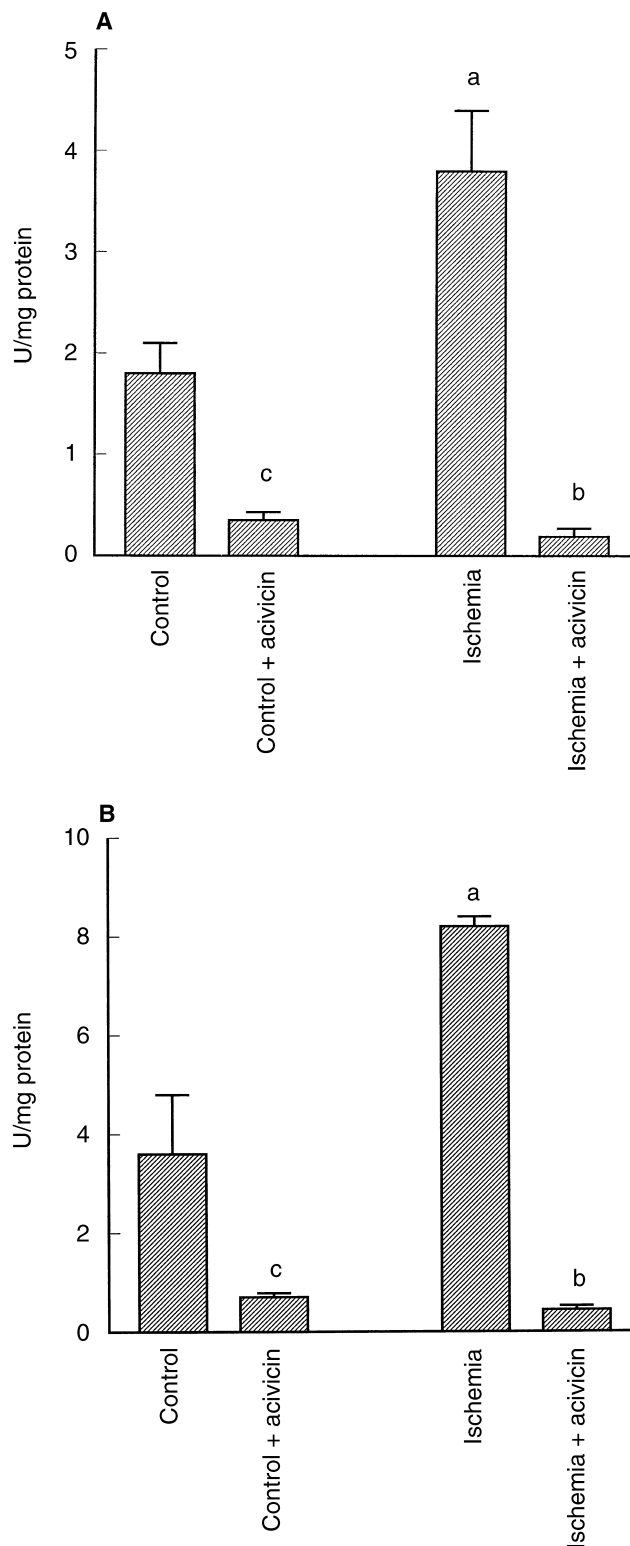 A
5
4
3
2
1
0
U/mg protein
a
c
b
Control
Control + acivicin
Ischemia
Ischemia + acivicin
B
10
8
6
4
2
0
U/mg protein
a
c
b
Control
Control + acivicin
Ischemia
Ischemia + acivicin